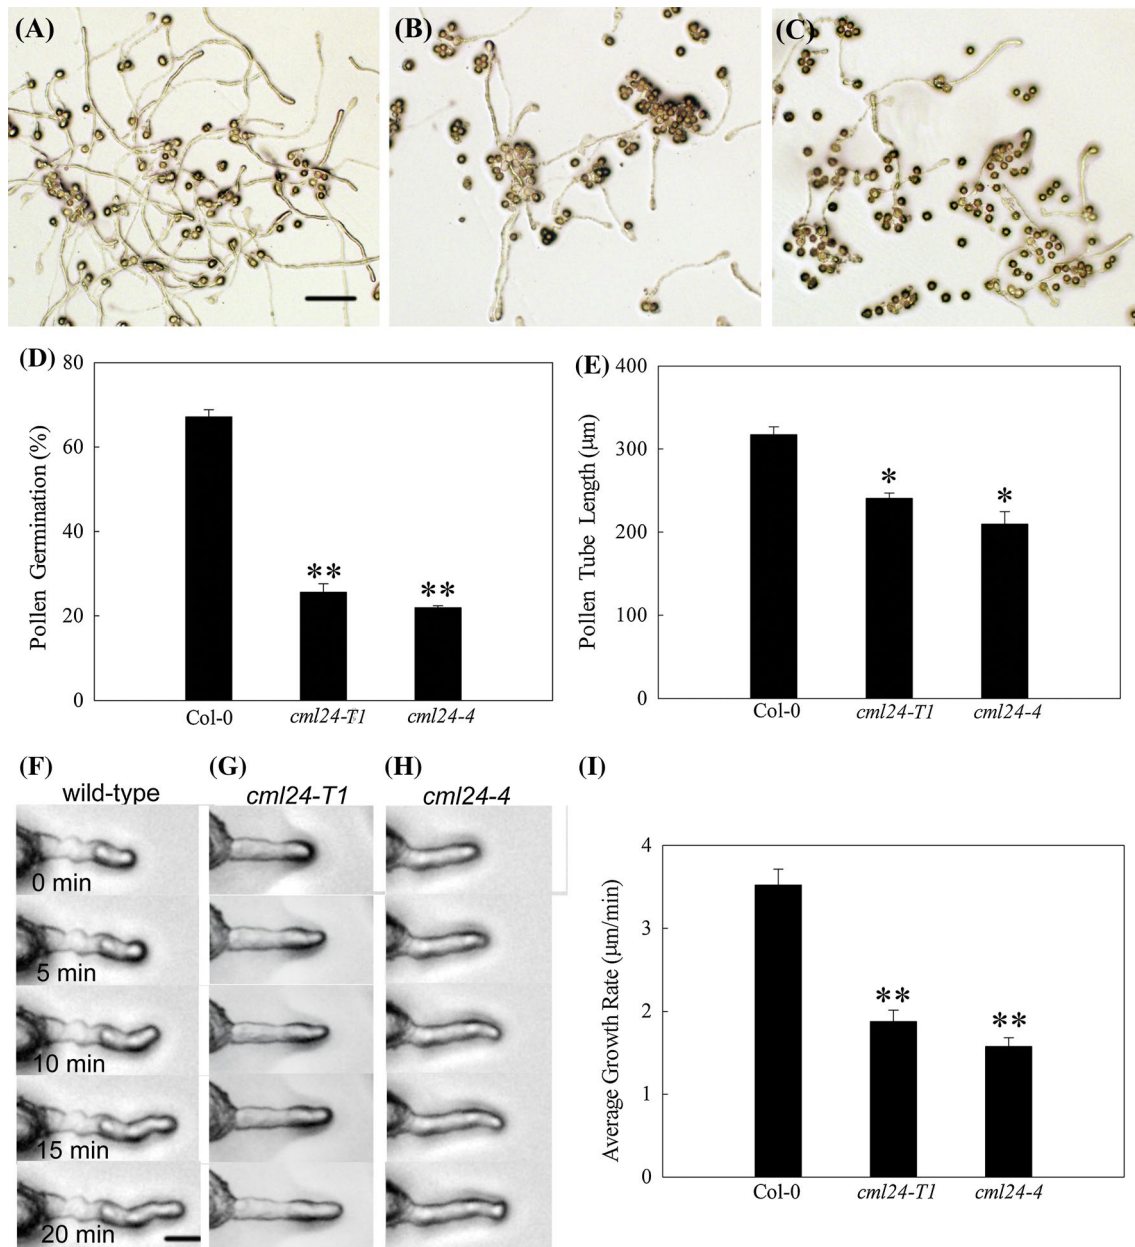 (A)
(B)
(C)
(D)
80
60
40
20
0
Pollen Germination (%)
**
**
Col-0
cml24-T1
cml24-4
(E)
400
300
200
100
0
Pollen Tube Length (μm)
*
*
Col-0
cml24-T1
cml24-4
(F)
wild-type
0 min
5 min
10 min
15 min
20 min
(G)
cml24-T1
(H)
cml24-4
(I)
4
3
2
1
0
Average Growth Rate (μm/min)
**
**
Col-0
cml24-T1
cml24-4